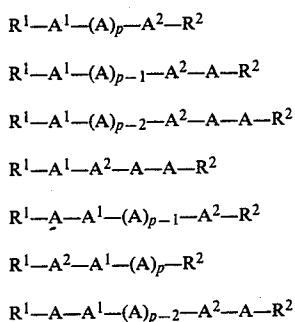 R¹—A¹—(A)ₚ—A²—R²
R¹—A¹—(A)ₚ₋₁—A²—A—R²
R¹—A¹—(A)ₚ₋₂—A²—A—A—R²
R¹—A¹—A²—A—A—R²
R¹—A—A¹—(A)ₚ₋₁—A²—R²
R¹—A²—A¹—(A)ₚ—R²
R¹—A—A¹—(A)ₚ₋₂—A²—A—R²